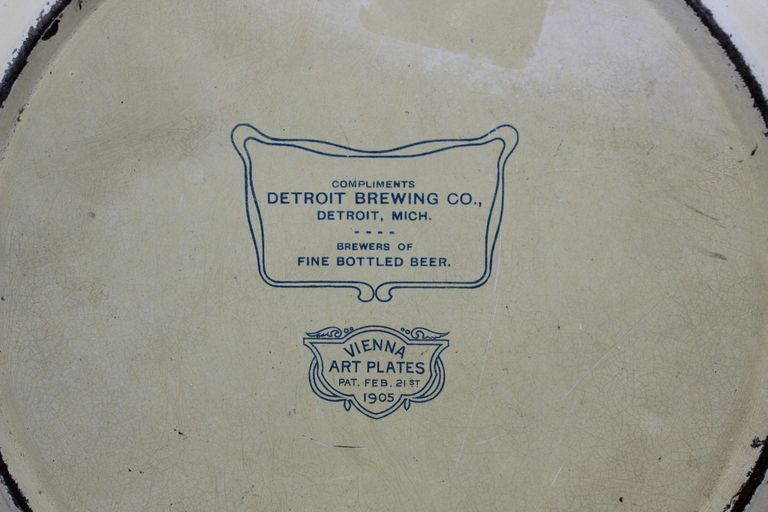 COMPLIMENTS
DETROIT BREWING CO.,
DETROIT, MICH.
BREWERS OF
FINE BOTTLED BEER.
VIENNA
ART PLATES
PAT. FEB. 21ST
1905